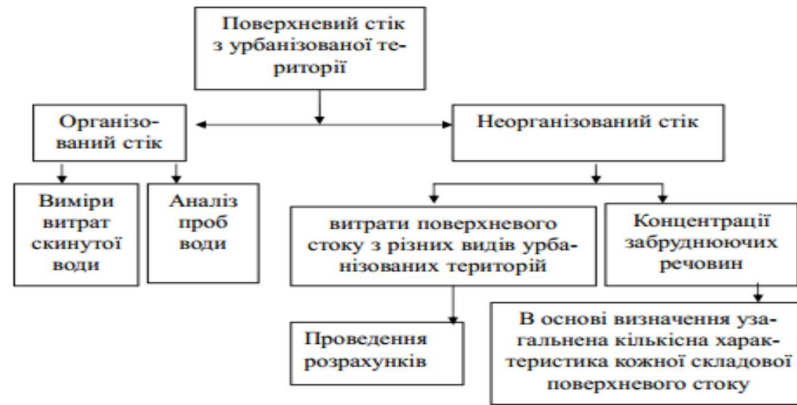 Поверхневий стік
з урбанізованої те-
риторії
Організо-
ваний стік
Неорганізований стік
Виміри
витрат
скинутої
води
Аналіз
проб
води
витрати поверхневого
стоку з різних видів урба-
нізованих територій
Концентрації
забруднюючих
речовин
Проведення
розрахунків
В основі визначення уза-
гальнена кількісна харак-
теристика кожної складової
поверхневого стоку